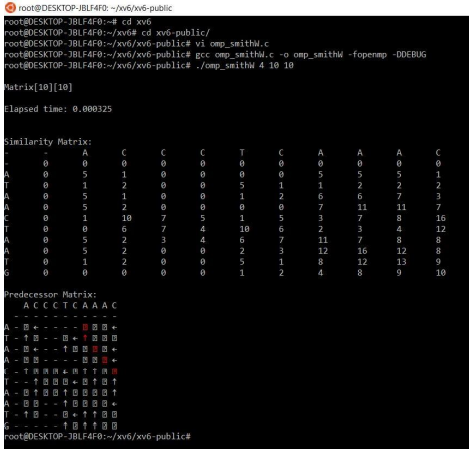 root@DESKTOP-JBLF4F0: ~/xv6/xv6-public
root@DESKTOP-JBLF4F0:~# cd xv6
root@DESKTOP-JBLF4F0:~/xv6# cd xv6-public/
root@DESKTOP-JBLF4F0:~/xv6/xv6-public# vi omp_smithW.c
root@DESKTOP-JBLF4F0:~/xv6/xv6-public# gcc omp_smithW.c -o omp_smithW -fopenmp -DDEBUG
root@DESKTOP-JBLF4F0:~/xv6/xv6-public# ./omp_smithW 4 10 10
Matrix[10][10]
Elapsed time: 0.000325
Similarity Matrix:
- - A C C C T C A A A C
- 0 0 0 0 0 0 0 0 0 0 0
A 0 5 1 0 0 0 0 5 5 5 1
T 0 1 2 0 0 5 1 1 2 2 2
A 0 5 1 0 0 1 2 6 6 7 3
A 0 5 2 0 0 0 0 7 11 11 7
C 0 1 10 7 5 1 5 3 7 8 16
T 0 0 6 7 4 10 6 2 3 4 12
A 0 5 2 3 4 6 7 11 7 8 8
A 0 5 2 0 0 2 3 12 16 12 8
T 0 1 2 0 0 5 1 8 12 13 9
G 0 0 0 0 0 1 2 4 8 9 10
Predecessor Matrix:
A C C C T C A A A C
- - - - - - - - - - - -
root@DESKTOP-JBLF4F0:~/xv6/xv6-public#